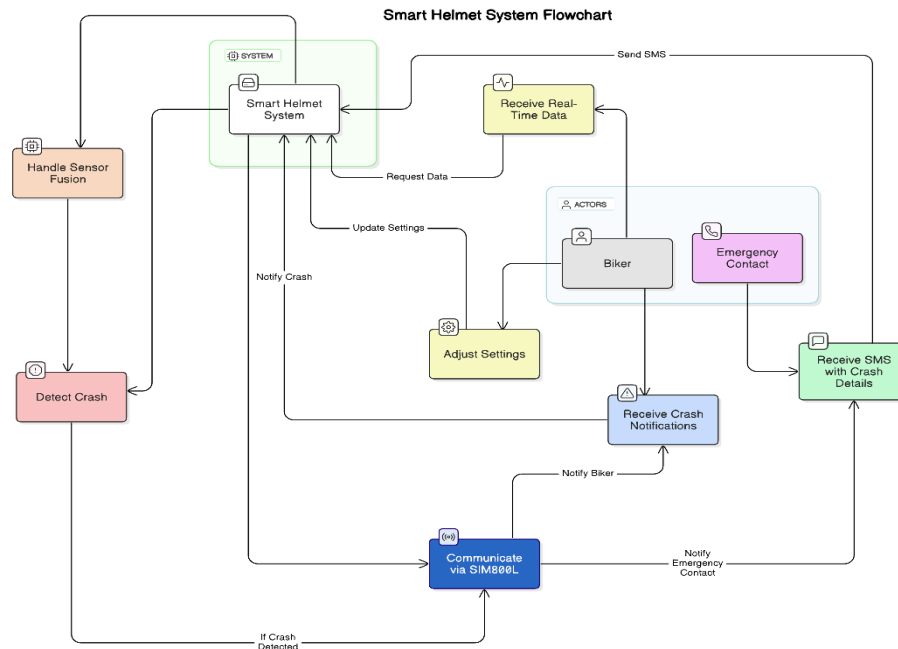 Smart Helmet System Flowchart
SYSTEM
Send SMS
Smart Helmet
System
Receive Real-
Time Data
Handle Sensor
Fusion
Request Data
ACTORS
Update Settings
Biker
Emergency
Contact
Notify Crash
Adjust Settings
Receive SMS
with Crash
Details
Detect Crash
Receive Crash
Notifications
Notify Biker
Communicate
via SIM800L
Notify
Emergency
Contact
If Crash
Detected